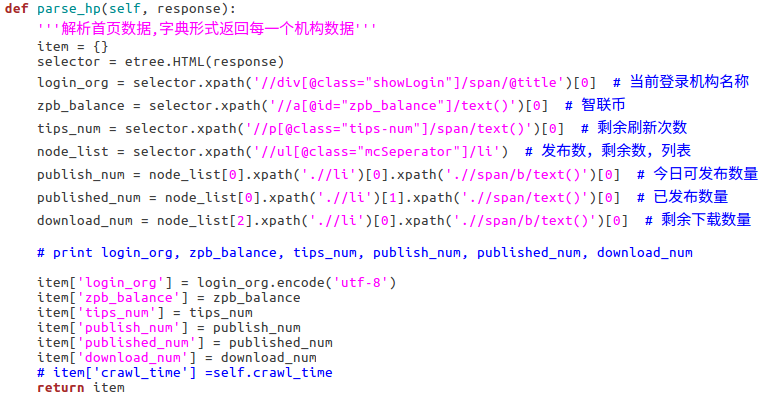 def parse_hp(self, response):
    '''解析首页数据,字典形式返回每一个机构数据'''
    item = {}
    selector = etree.HTML(response)
    login_org = selector.xpath('//div[@class="showLogin"]/span/@title')[0]  # 当前登录机构名称
    zpb_balance = selector.xpath('//a[@id="zpb_balance"]/text()')[0]  # 智联币
    tips_num = selector.xpath('//p[@class="tips-num"]/span/text()')[0]  # 剩余刷新次数
    node_list = selector.xpath('//ul[@class="mcSeperator"]/li')  # 发布数，剩余数，列表
    publish_num = node_list[0].xpath('.//li')[0].xpath('.//span/b/text()')[0]  # 今日可发布数量
    published_num = node_list[0].xpath('.//li')[1].xpath('.//span/text()')[0]  # 已发布数量
    download_num = node_list[2].xpath('.//li')[0].xpath('.//span/b/text()')[0]  # 剩余下载数量
    # print login_org, zpb_balance, tips_num, publish_num, published_num, download_num
    item['login_org'] = login_org.encode('utf-8')
    item['zpb_balance'] = zpb_balance
    item['tips_num'] = tips_num
    item['publish_num'] = publish_num
    item['published_num'] = published_num
    item['download_num'] = download_num
    # item['crawl_time'] =self.crawl_time
    return item